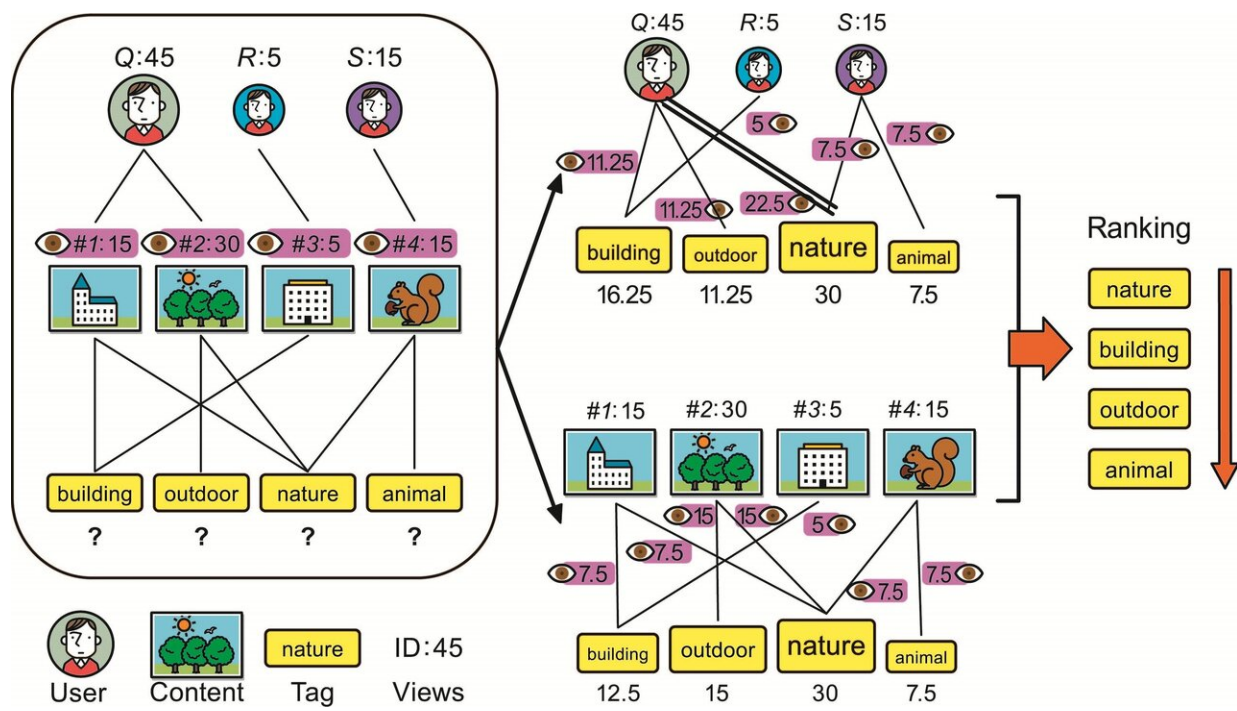 Q:45 R:5 S:15
#1:15 #2:30 #3:5 #4:15
building outdoor nature animal
? ? ? ?
User Content Tag Views
nature ID:45
Q:45 R:5 S:15
5
7.5
7.5
11.25
11.25
22.5
building outdoor nature animal
16.25 11.25 30 7.5
#1:15 #2:30 #3:5 #4:15
15 15 5
7.5 7.5 7.5 7.5
building outdoor nature animal
12.5 15 30 7.5
Ranking
nature
building
outdoor
animal